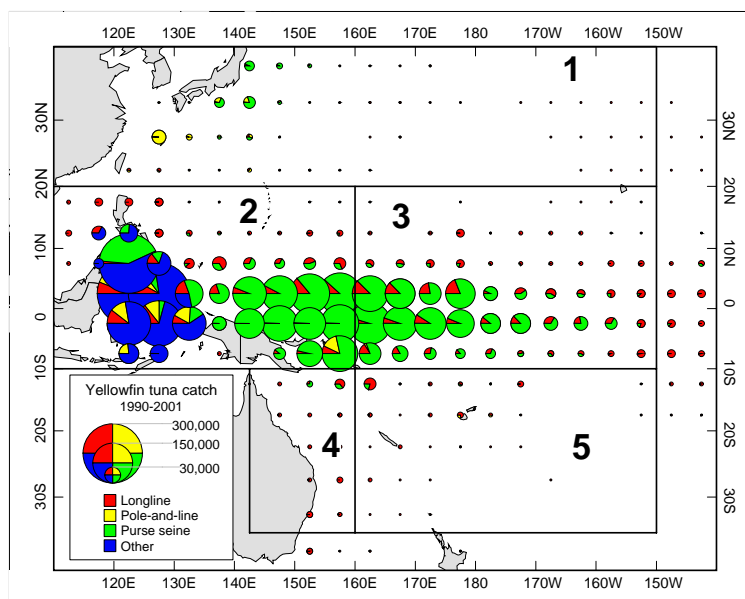 120E 130E 140E 150E 160E 170E 180 170W 160W 150W
1
30N 30N
20N 20N
2 3
10N 10N
0 0
10S 10S
Yellowfin tuna catch
1990-2001
300,000
150,000
30,000
20S 20S
4 5
30S 30S
Longline
Pole-and-line
Purse seine
Other
120E 130E 140E 150E 160E 170E 180 170W 160W 150W